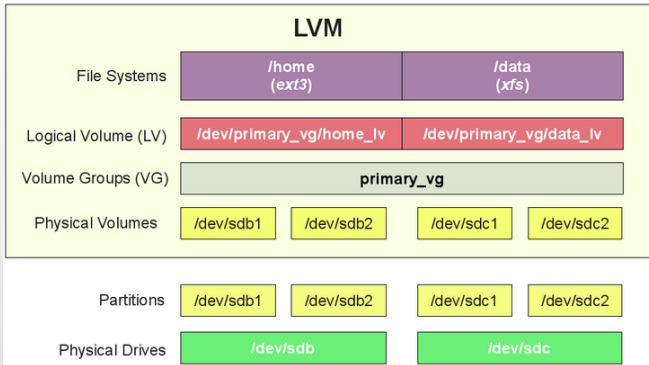 LVM
File Systems
/home
(ext3)
/data
(xfs)
Logical Volume (LV)
/dev/primary_vg/home_lv
/dev/primary_vg/data_lv
Volume Groups (VG)
primary_vg
Physical Volumes
/dev/sdb1
/dev/sdb2
/dev/sdc1
/dev/sdc2
Partitions
/dev/sdb1
/dev/sdb2
/dev/sdc1
/dev/sdc2
Physical Drives
/dev/sdb
/dev/sdc